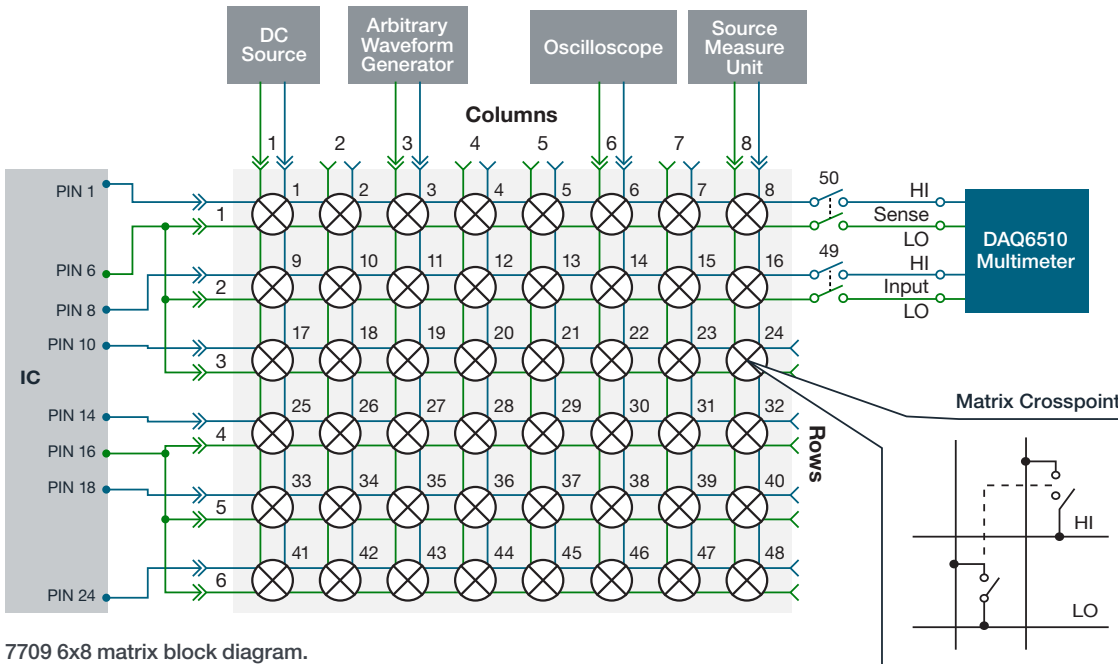 DC
Source
Arbitrary
Waveform
Generator
Oscilloscope
Source
Measure
Unit
Columns
1 2 3 4 5 6 7 8
IC
PIN 1
PIN 6
PIN 8
PIN 10
PIN 14
PIN 16
PIN 18
PIN 24
1 1 2 3 4 5 6 7 8
2 9 10 11 12 13 14 15 16
3 17 18 19 20 21 22 23 24
4 25 26 27 28 29 30 31 32
5 33 34 35 36 37 38 39 40
6 41 42 43 44 45 46 47 48
Rows
50
HI
Sense
LO
49
HI
Input
LO
DAQ6510
Multimeter
Matrix Crosspoint
HI
LO
7709 6x8 matrix block diagram.